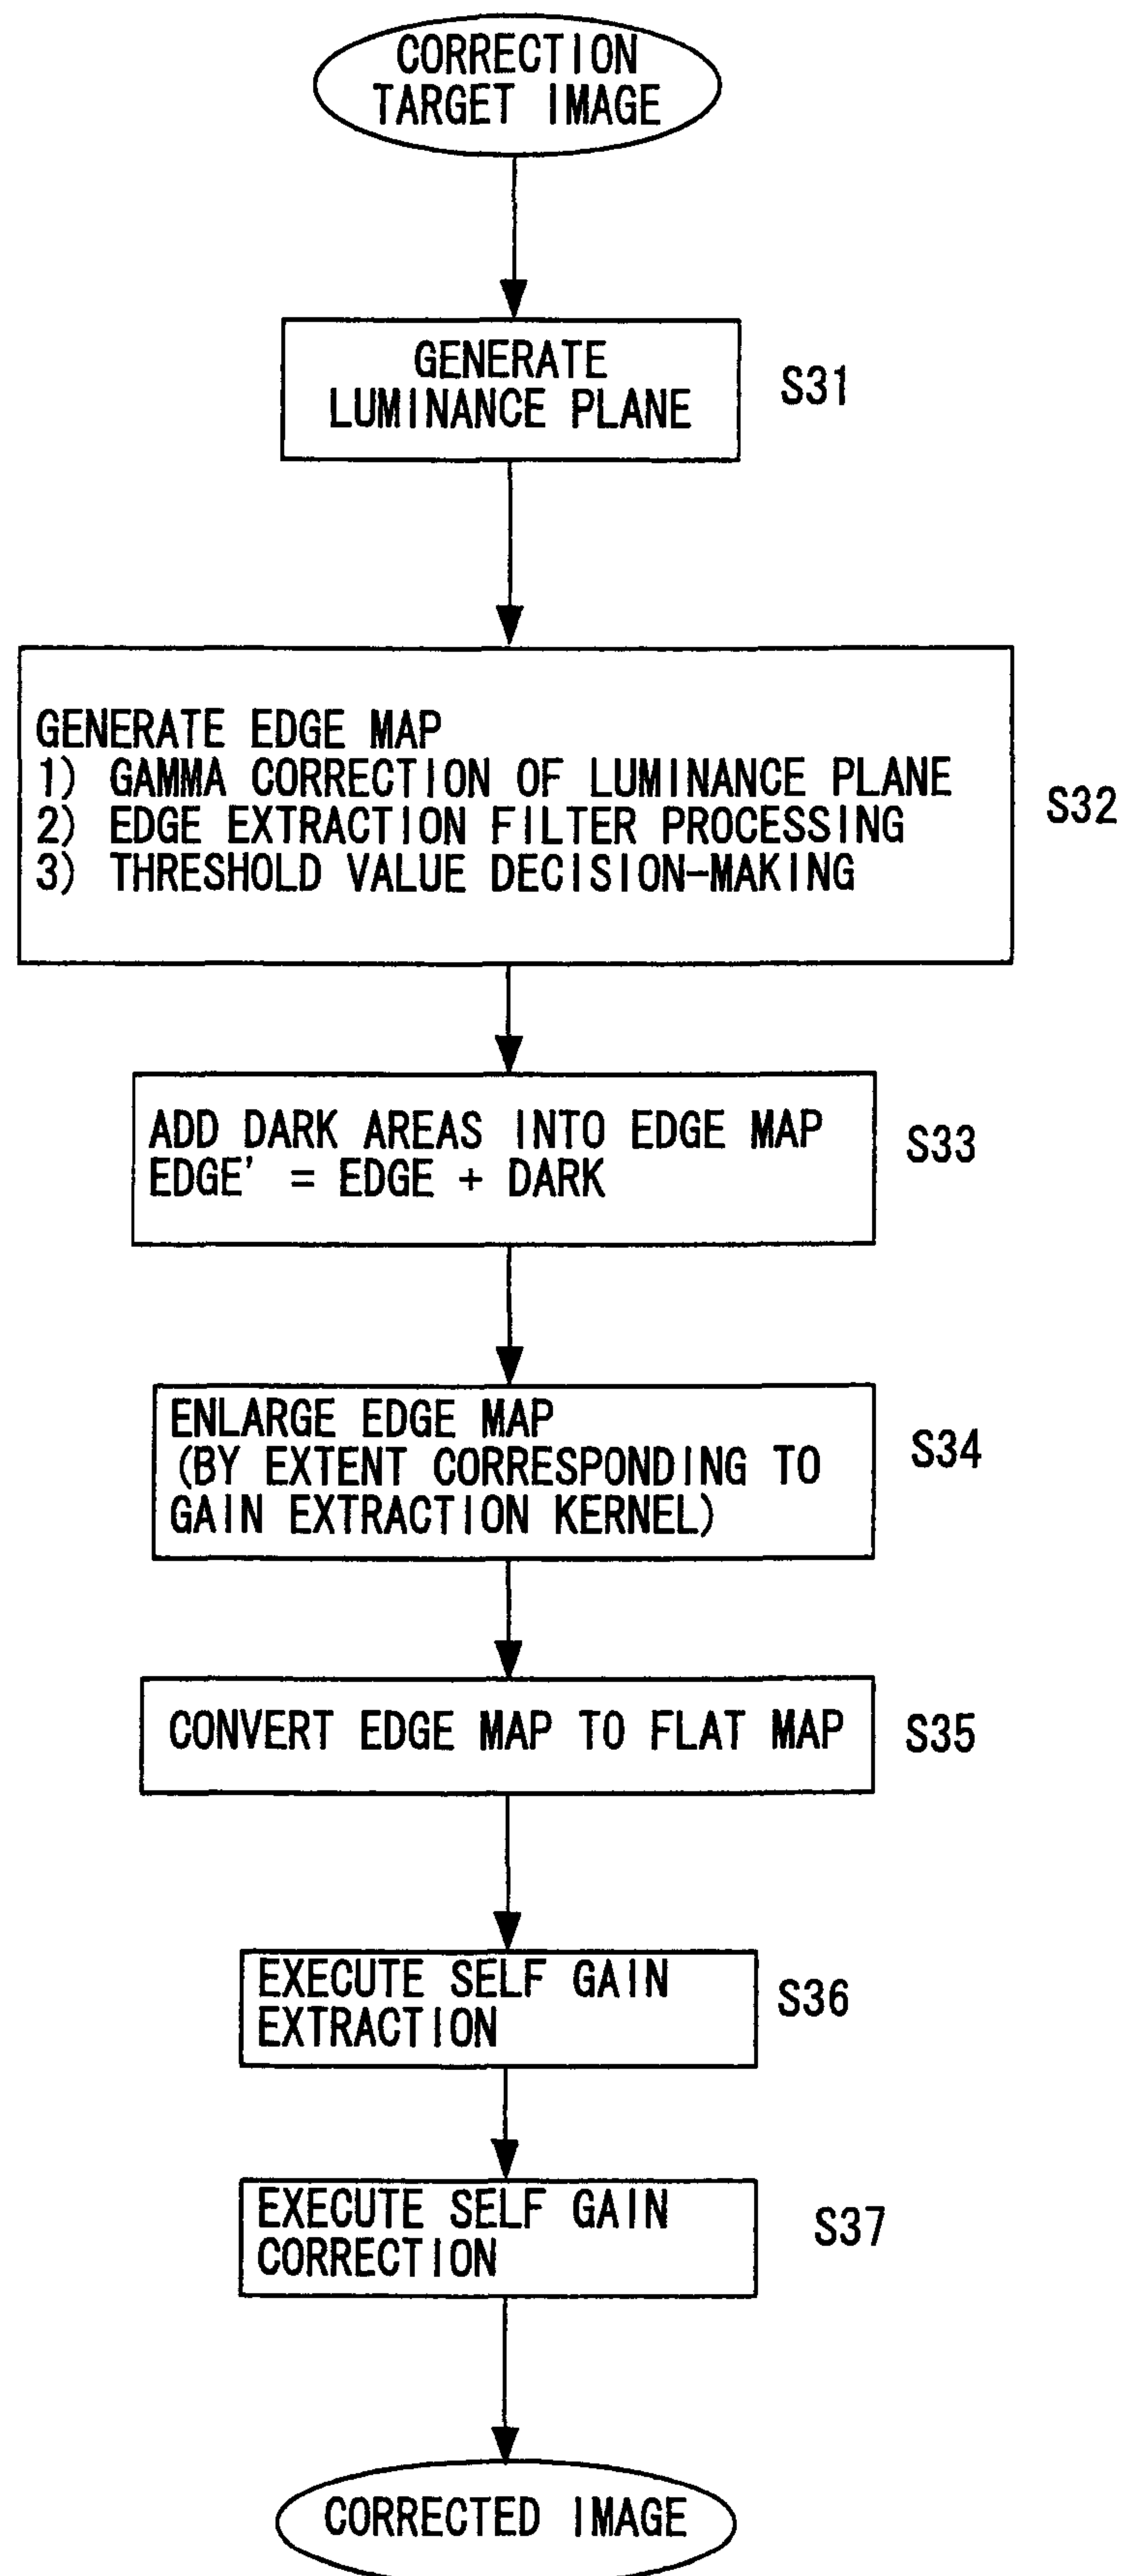 CORRECTION
TARGET IMAGE
GENERATE
LUMINANCE PLANE
S31
GENERATE EDGE MAP
1) GAMMA CORRECTION OF LUMINANCE PLANE
2) EDGE EXTRACTION FILTER PROCESSING
3) THRESHOLD VALUE DECISION-MAKING
S32
ADD DARK AREAS INTO EDGE MAP
EDGE' = EDGE + DARK
S33
ENLARGE EDGE MAP
(BY EXTENT CORRESPONDING TO
GAIN EXTRACTION KERNEL)
S34
CONVERT EDGE MAP TO FLAT MAP
S35
EXECUTE SELF GAIN
EXTRACTION
S36
EXECUTE SELF GAIN
CORRECTION
S37
CORRECTED IMAGE